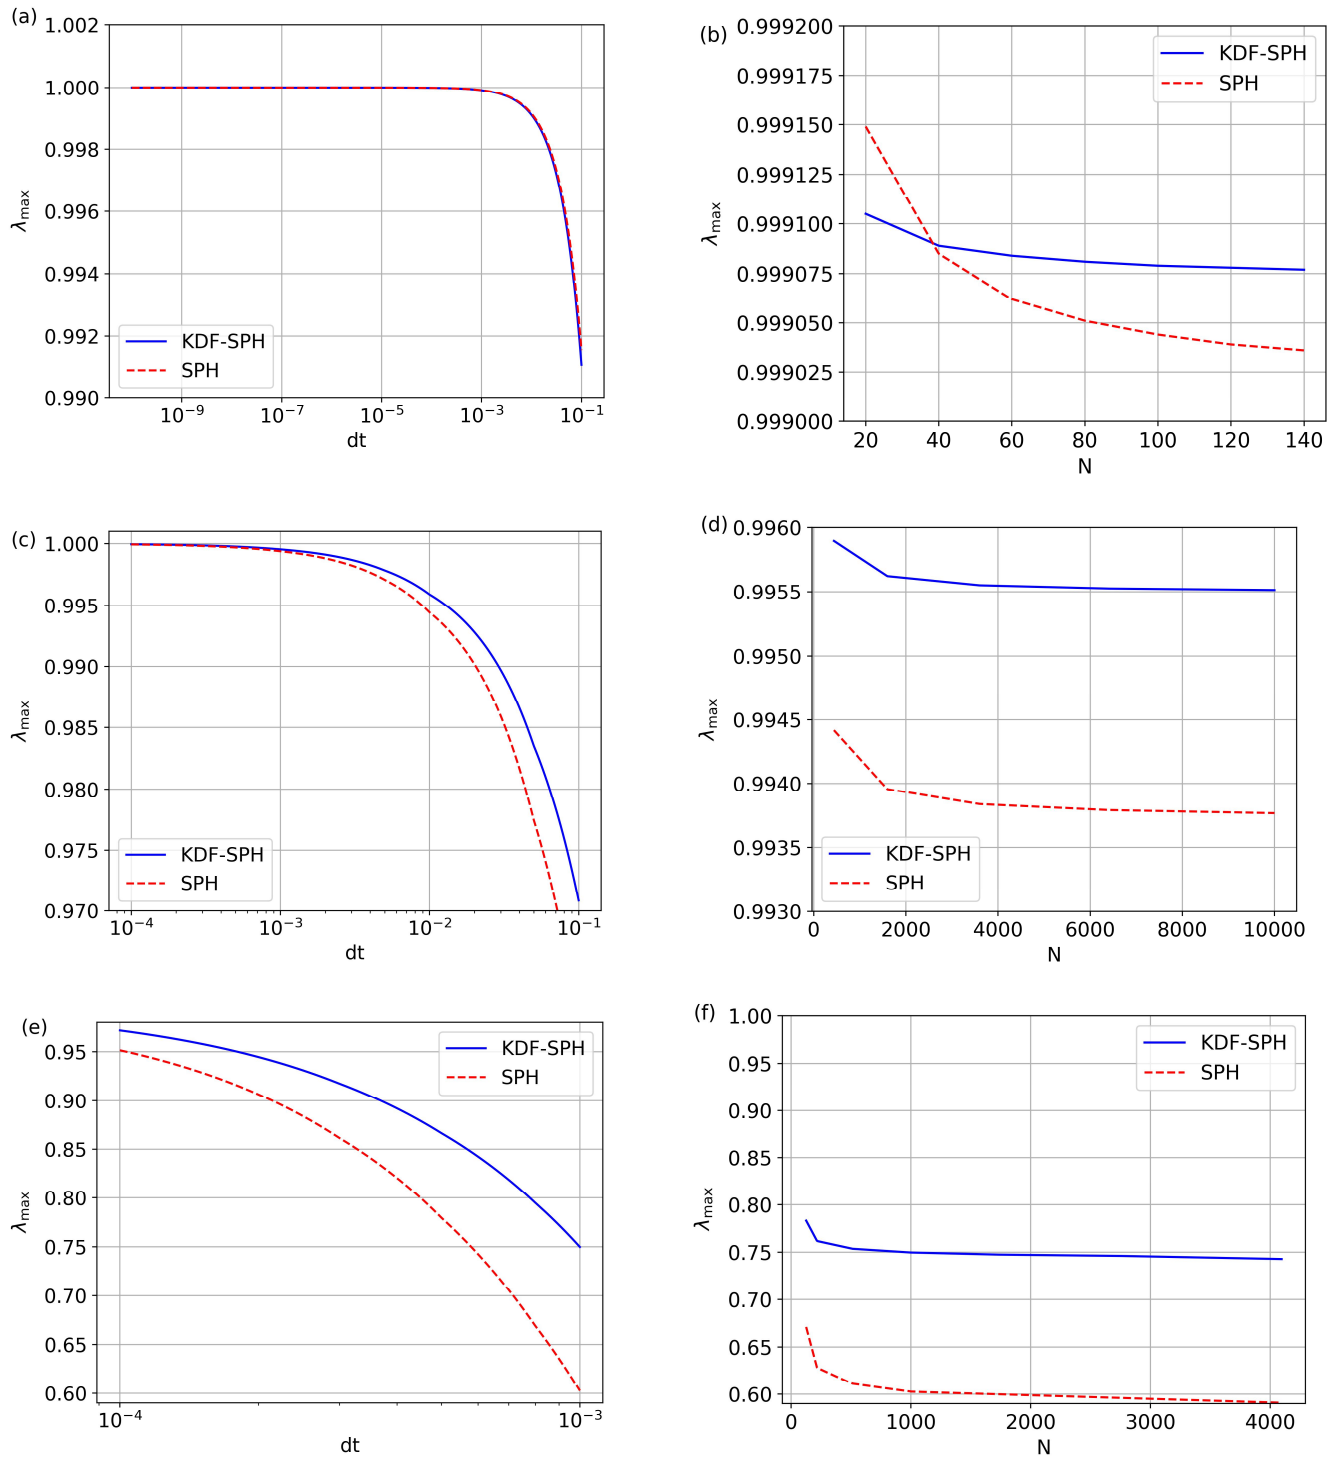 (a)
1.002
1.000
0.998
0.996
0.994
0.992
0.990
λmax
KDF-SPH
SPH
10−9
10−7
10−5
10−3
10−1
dt
(b)
0.999200
0.999175
0.999150
0.999125
0.999100
0.999075
0.999050
0.999025
0.999000
λmax
KDF-SPH
SPH
20
40
60
80
100
120
140
N
(c)
1.000
0.995
0.990
0.985
0.980
0.975
0.970
λmax
KDF-SPH
SPH
10−4
10−3
10−2
10−1
dt
(d)
0.9960
0.9955
0.9950
0.9945
0.9940
0.9935
0.9930
λmax
KDF-SPH
SPH
0
2000
4000
6000
8000
10000
N
(e)
0.95
0.90
0.85
0.80
0.75
0.70
0.65
0.60
λmax
KDF-SPH
SPH
10−4
10−3
dt
(f)
1.00
0.95
0.90
0.85
0.80
0.75
0.70
0.65
0.60
λmax
KDF-SPH
SPH
0
1000
2000
3000
4000
N